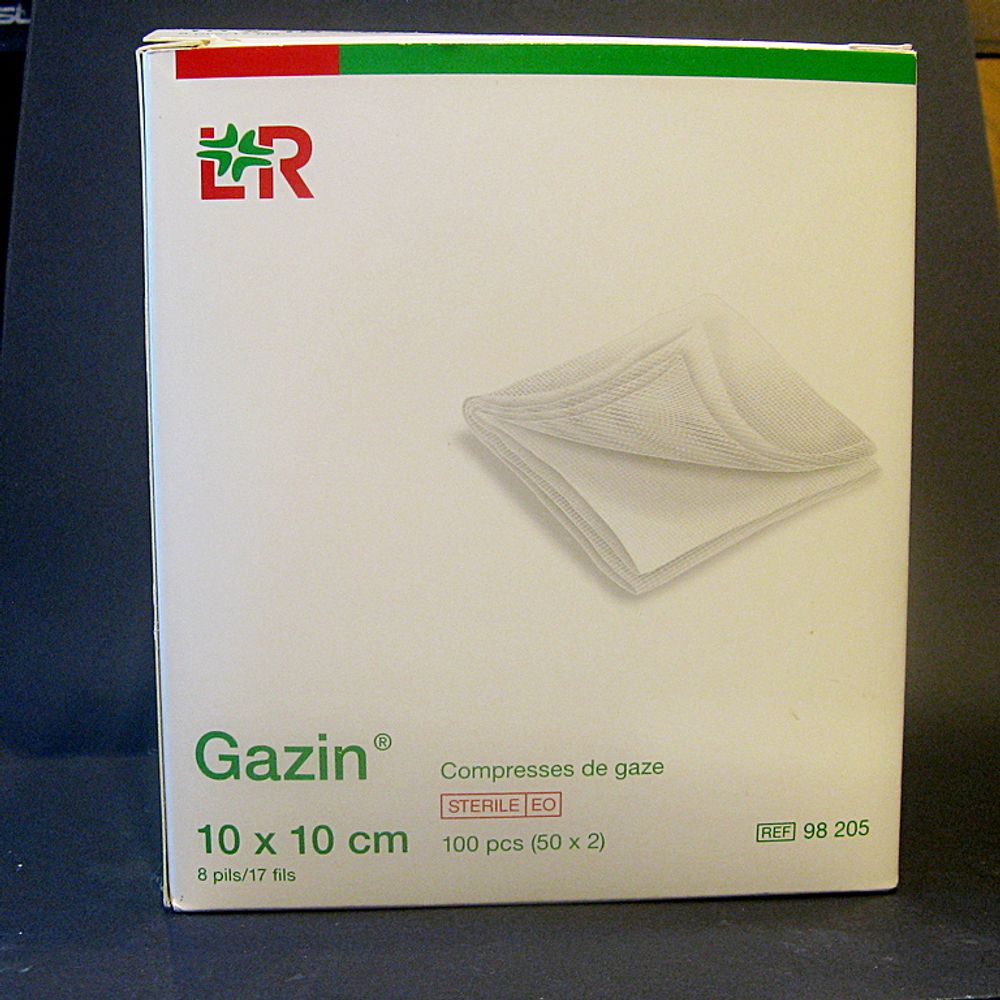 L&R
Gazin®
Compresses de gaze
STERILE EO
10 x 10 cm
100 pcs (50 x 2)
REF 98 205
8 pils/17 fils